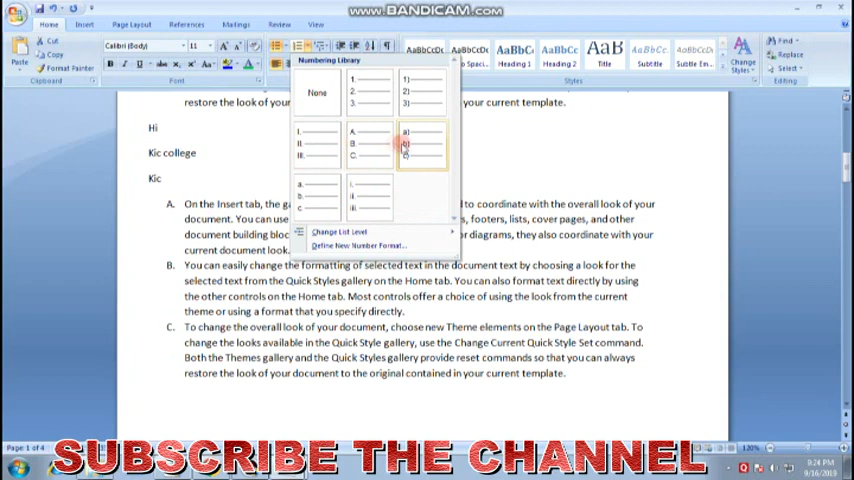 www.BANDICAM.com
Home Insert Page Layout References Mailings Review View
Cut
Copy
Format Painter
Paste
Clipboard
Calibri (Body) 11
Font
Styles
AaBbCcDc AaBbCcDc AaBbC AaBbCc AaB AaBbCc. AaBbCcDc
Heading 1 Heading 2 Title Subtitle Subtle Em...
Change
Styles
Find
Replace
Select
Editing
Numbering Library
None
1. 2. 3.
1) 2) 3)
I. II. III.
A. B. C.
a) b) c)
a. b. c.
i. ii. iii.
Change List Level
Define New Number Format...
restore the look of your
your current template.
Hi
Kic college
Kic
A. On the Insert tab, the ga
to coordinate with the overall look of your
document. You can use
s, footers, lists, cover pages, and other
document building bloc
or diagrams, they also coordinate with your
current document look.
B. You can easily change the formatting of selected text in the document text by choosing a look for the
selected text from the Quick Styles gallery on the Home tab. You can also format text directly by using
the other controls on the Home tab. Most controls offer a choice of using the look from the current
theme or using a format that you specify directly.
C. To change the overall look of your document, choose new Theme elements on the Page Layout tab. To
change the looks available in the Quick Style gallery, use the Change Current Quick Style Set command.
Both the Themes gallery and the Quick Styles gallery provide reset commands so that you can always
restore the look of your document to the original contained in your current template.
Page: 1 of 4
120%
SUBSCRIBE THE CHANNEL
9:24 PM
9/16/2019